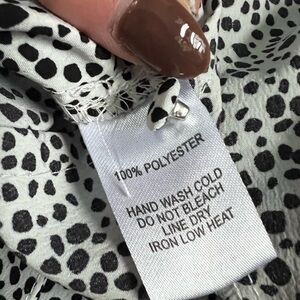 100% POLYESTER
HAND WASH COLD
DO NOT BLEACH
LINE DRY
IRON LOW HEAT